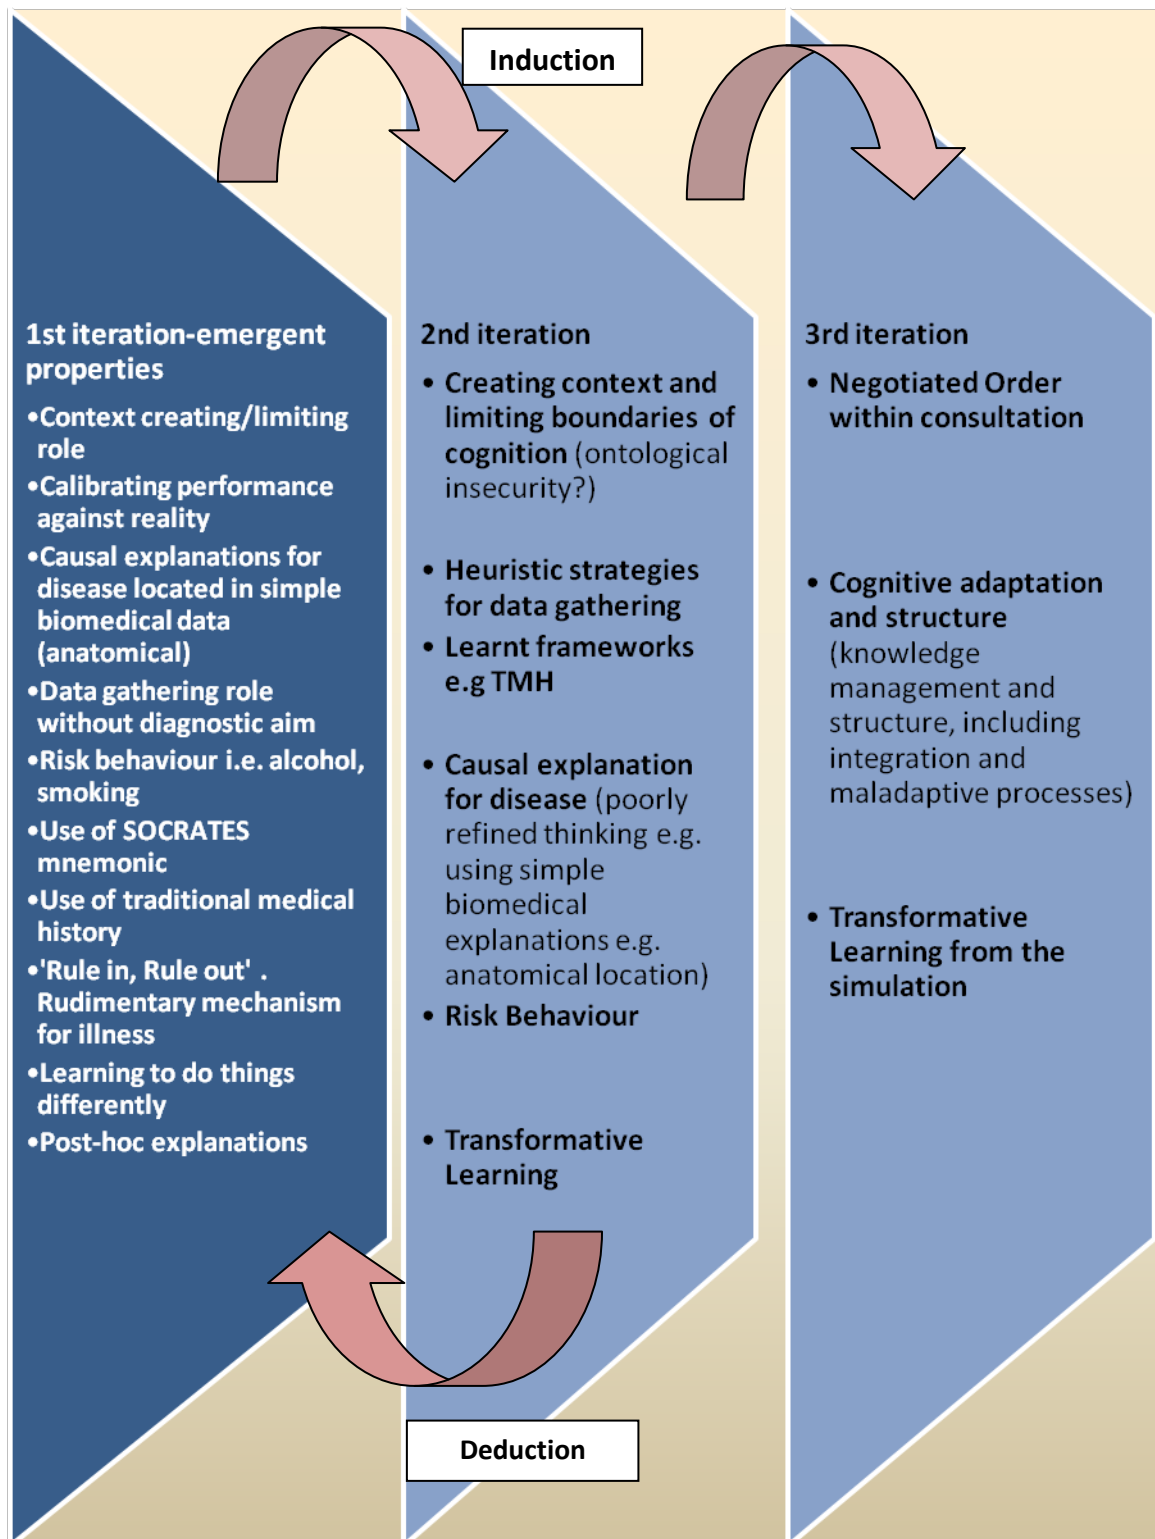 Induction
1st iteration-emergent
properties
•Context creating/limiting
role
•Calibrating performance
against reality
•Causal explanations for
disease located in simple
biomedical data
(anatomical)
•Data gathering role
without diagnostic aim
•Risk behaviour i.e. alcohol,
smoking
•Use of SOCRATES
mnemonic
•Use of traditional medical
history
•'Rule in, Rule out' .
Rudimentary mechanism
for illness
•Learning to do things
differently
•Post-hoc explanations
2nd iteration
• Creating context and
limiting boundaries of
cognition (ontological
insecurity?)
• Heuristic strategies
for data gathering
• Learnt frameworks
e.g TMH
• Causal explanation
for disease (poorly
refined thinking e.g.
using simple
biomedical
explanations e.g.
anatomical location)
• Risk Behaviour
• Transformative
Learning
3rd iteration
• Negotiated Order
within consultation
• Cognitive adaptation
and structure
(knowledge
management and
structure, including
integration and
maladaptive processes)
• Transformative
Learning from the
simulation
Deduction